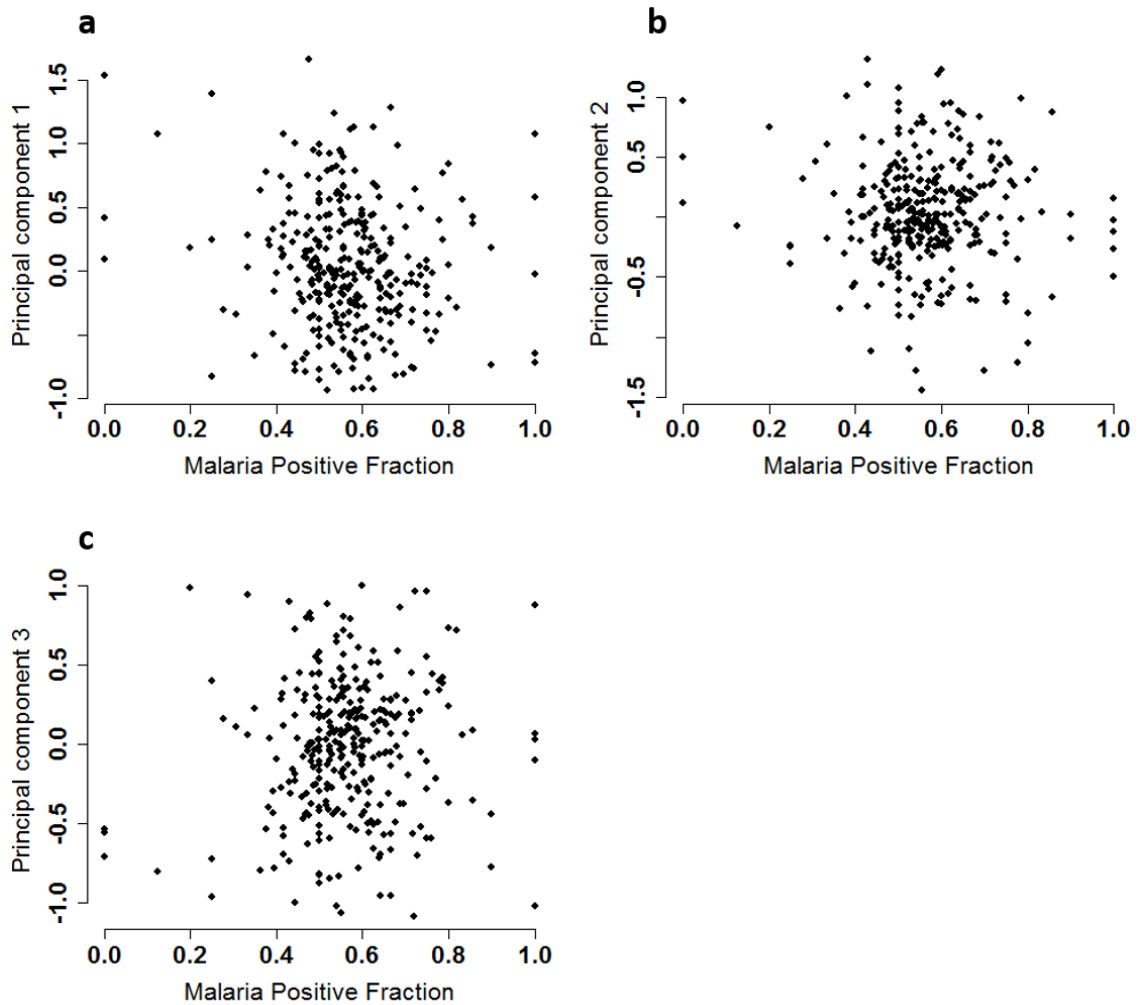 a
Principal component 1
1.5
1.0
0.5
0.0
-1.0
0.0 0.2 0.4 0.6 0.8 1.0
Malaria Positive Fraction
b
Principal component 2
1.0
0.5
-0.5
-1.5
0.0 0.2 0.4 0.6 0.8 1.0
Malaria Positive Fraction
c
Principal component 3
1.0
0.5
0.0
-0.5
-1.0
0.0 0.2 0.4 0.6 0.8 1.0
Malaria Positive Fraction